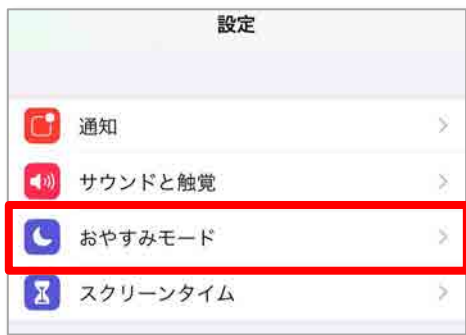 設定
通知
サウンドと触覚
おやすみモード
スクリーンタイム